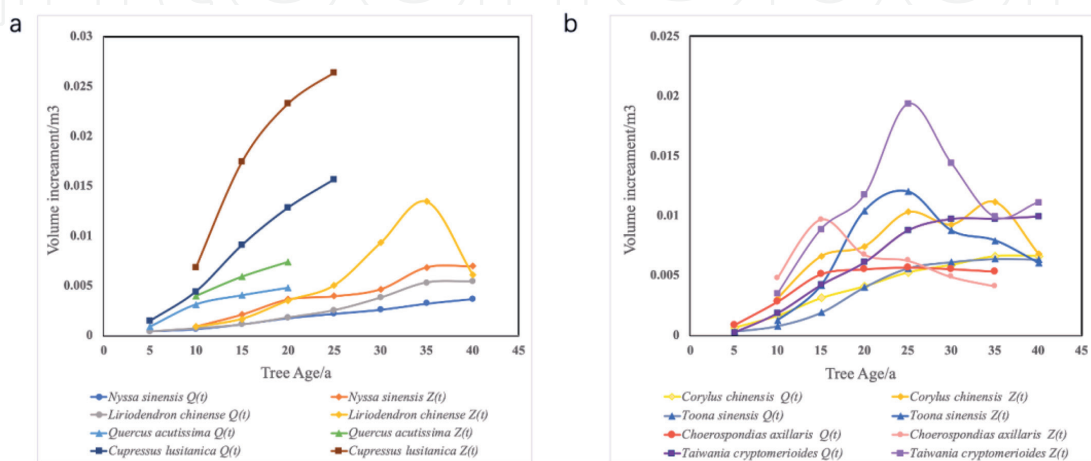 a
b
0.03
0.025
0.02
0.015
0.01
0.005
0
Volume increament/m3
0 5 10 15 20 25 30 35 40 45
Tree Age/a
Nyssa sinensis Q(t) Nyssa sinensis Z(t)
Liriodendron chinense Q(t) Liriodendron chinense Z(t)
Quercus acutissima Q(t) Quercus acutissima Z(t)
Cupressus lusitanica Q(t) Cupressus lusitanica Z(t)
0.025
0.02
0.015
0.01
0.005
0
Volume increament/m3
0 5 10 15 20 25 30 35 40 45
Tree Age/a
Corylus chinensis Q(t) Corylus chinensis Z(t)
Toona sinensis Q(t) Toona sinensis Z(t)
Choerospondias axillaris Q(t) Choerospondias axillaris Z(t)
Taiwania cryptomerioides Q(t) Taiwania cryptomerioides Z(t)